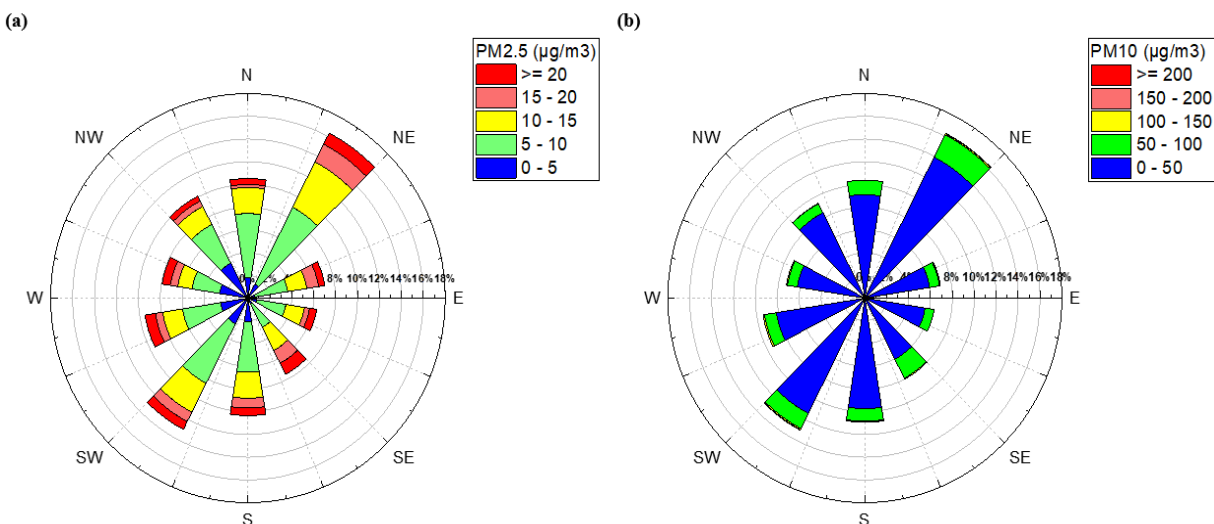 (a)
PM2.5 (µg/m3)
>= 20
15 - 20
10 - 15
5 - 10
0 - 5
N
NE
E
SE
S
SW
W
NW
8% 10% 12% 14% 16% 18%
(b)
PM10 (µg/m3)
>= 200
150 - 200
100 - 150
50 - 100
0 - 50
N
NE
E
SE
S
SW
W
NW
8% 10% 12% 14% 16% 18%